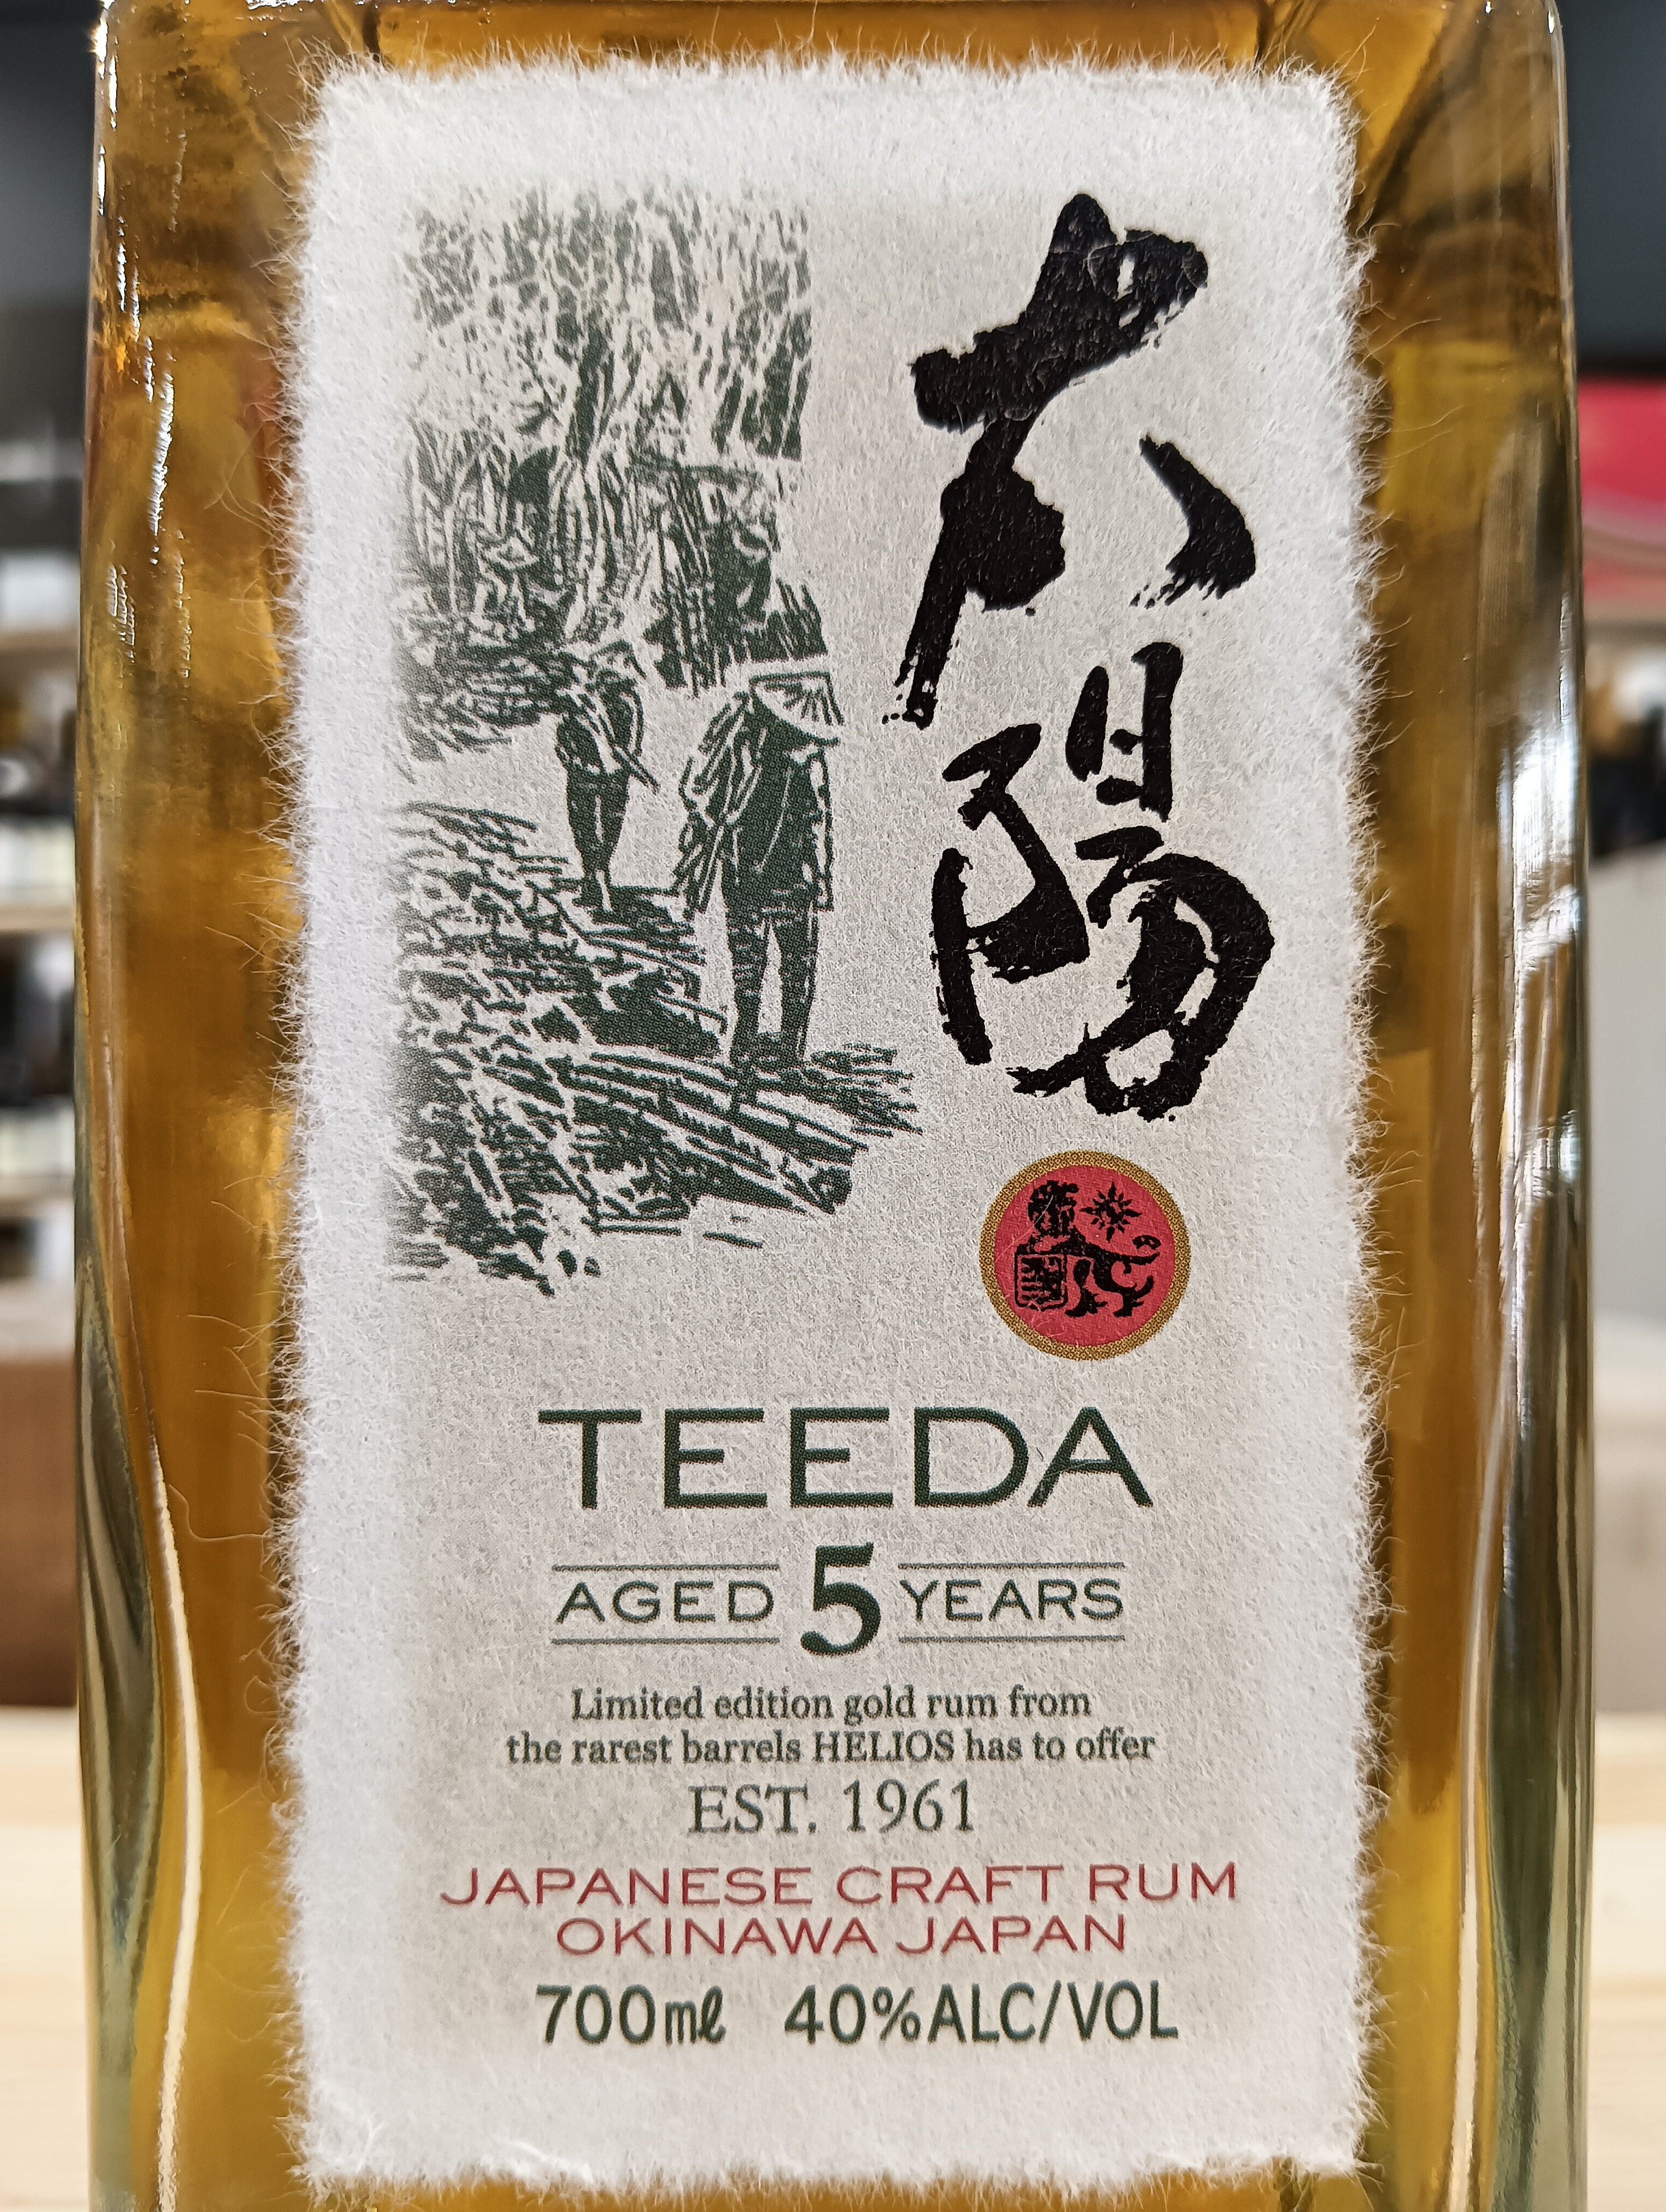 太陽
TEEDA
AGED 5 YEARS
Limited edition gold rum from
the rarest barrels HELIOS has to offer
EST. 1961
JAPANESE CRAFT RUM
OKINAWA JAPAN
700ml 40%ALC/VOL